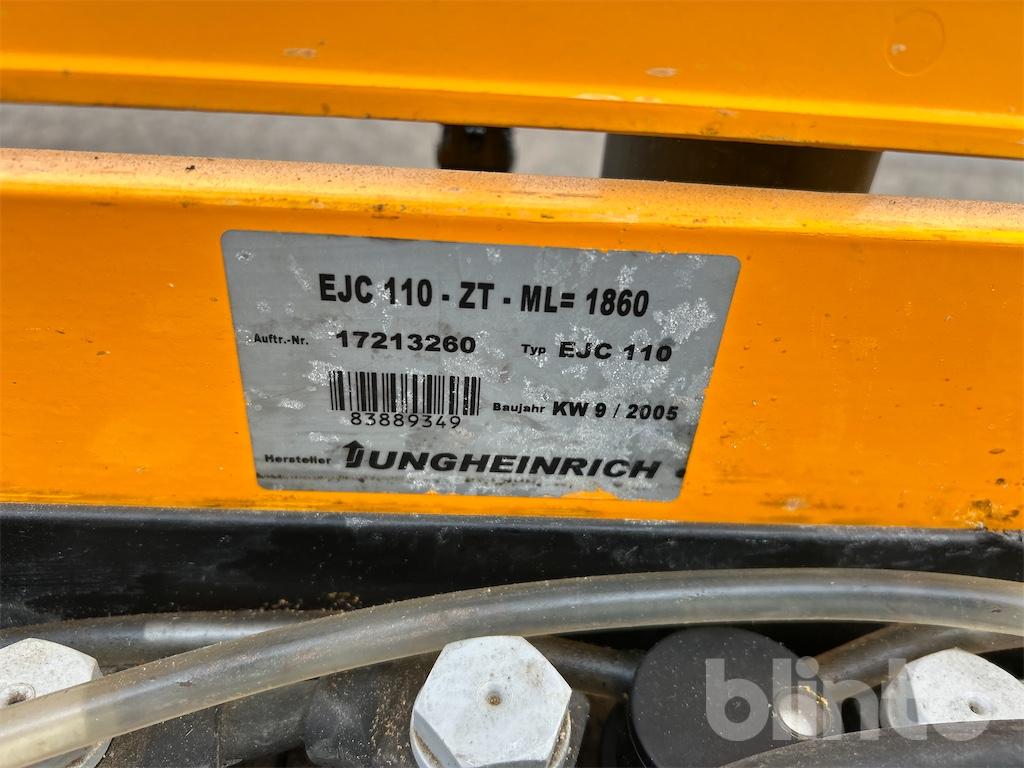 EJC 110 - ZT - ML= 1860
Auftr.-Nr. 17213260 Typ EJC 110
83889349 Baujahr KW 9 / 2005
Hersteller JUNGHEINRICH
blinto